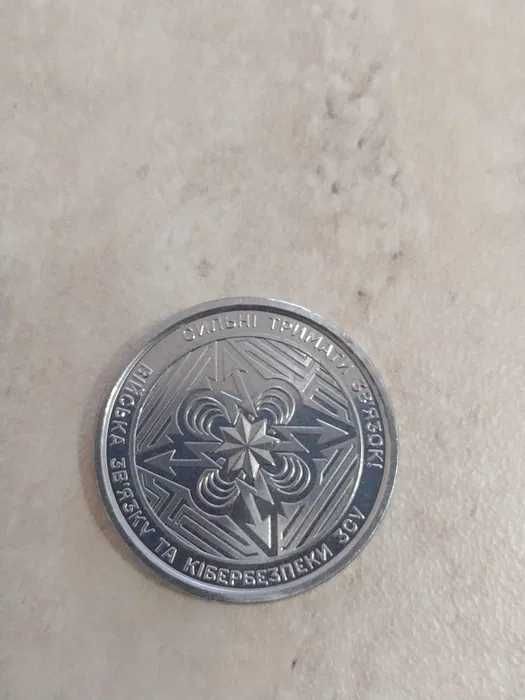 СИЛЬНІ ТРИМАТИ ЗВ'ЯЗОК!
ВІЙСЬКА ЗВ'ЯЗКУ ТА КІБЕРБЕЗПЕКИ ЗСУ